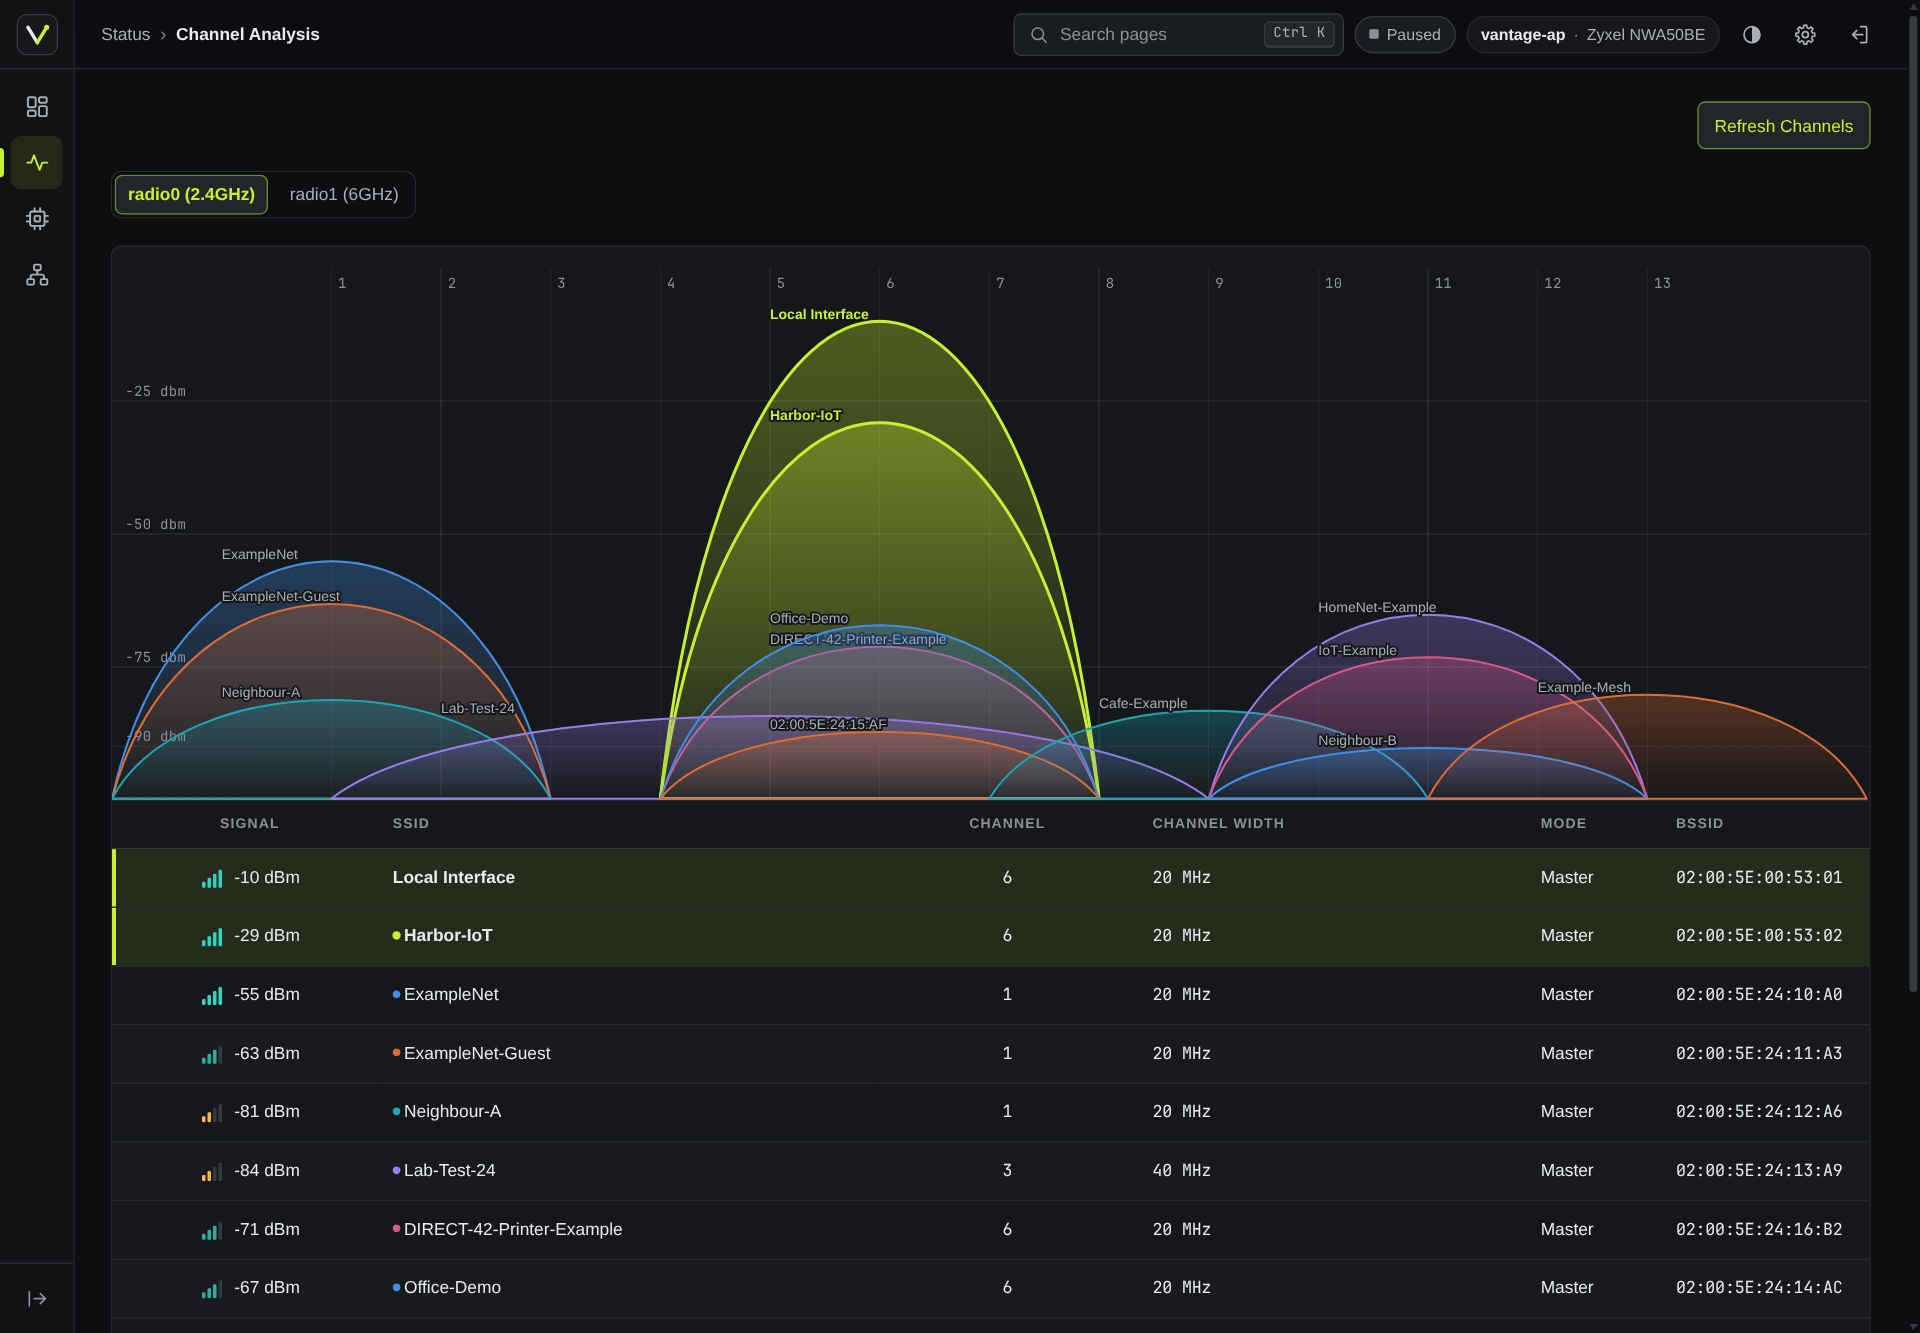 Status › Channel Analysis
Search pages
Ctrl K
Paused
vantage-ap · Zyxel NWA50BE
Refresh Channels
radio0 (2.4GHz)
radio1 (6GHz)
1 2 3 4 5 6 7 8 9 10 11 12 13
Local Interface
-25 dbm
Harbor-IoT
-50 dbm
ExampleNet
ExampleNet-Guest
HomeNet-Example
Office-Demo
DIRECT-42-Printer-Example
IoT-Example
-75 dbm
Example-Mesh
Neighbour-A
Cafe-Example
Lab-Test-24
02:00:5E:24:15:AF
-90 dbm
Neighbour-B
SIGNAL SSID CHANNEL CHANNEL WIDTH MODE BSSID
-10 dBm Local Interface 6 20 MHz Master 02:00:5E:00:53:01
-29 dBm Harbor-IoT 6 20 MHz Master 02:00:5E:00:53:02
-55 dBm ExampleNet 1 20 MHz Master 02:00:5E:24:10:A0
-63 dBm ExampleNet-Guest 1 20 MHz Master 02:00:5E:24:11:A3
-81 dBm Neighbour-A 1 20 MHz Master 02:00:5E:24:12:A6
-84 dBm Lab-Test-24 3 40 MHz Master 02:00:5E:24:13:A9
-71 dBm DIRECT-42-Printer-Example 6 20 MHz Master 02:00:5E:24:16:B2
-67 dBm Office-Demo 6 20 MHz Master 02:00:5E:24:14:AC